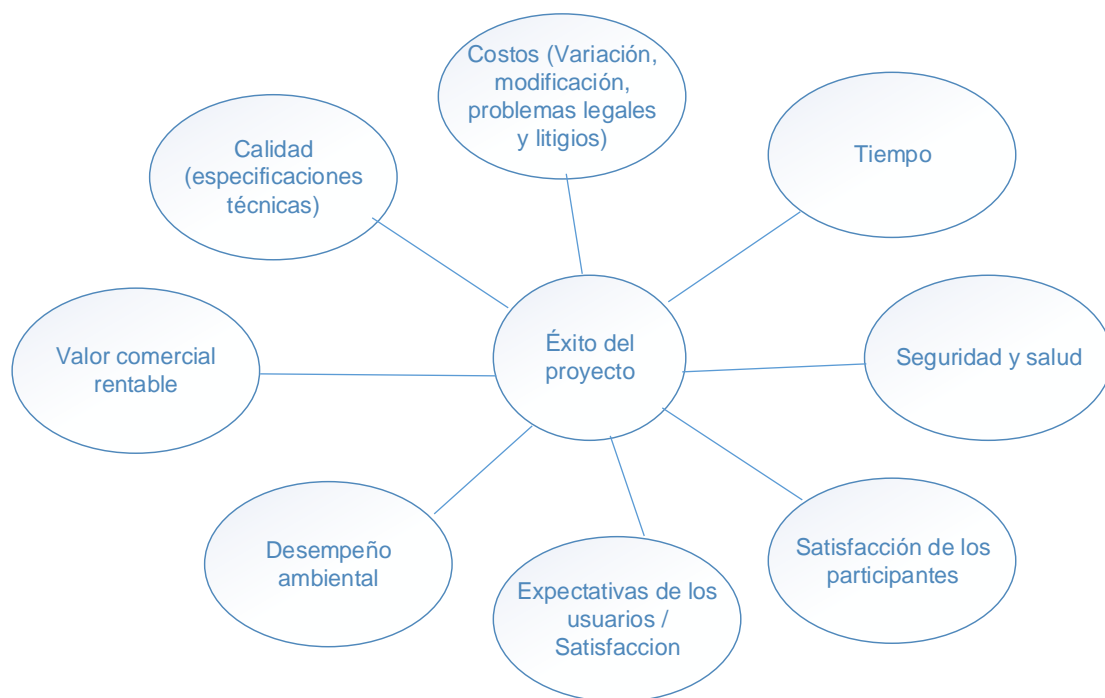 Costos (Variación,
modificación,
problemas legales
y litigios)
Calidad
(especificaciones
técnicas)
Tiempo
Éxito del
proyecto
Valor comercial
rentable
Seguridad y salud
Desempeño
ambiental
Satisfacción de los
participantes
Expectativas de los
usuarios /
Satisfaccion